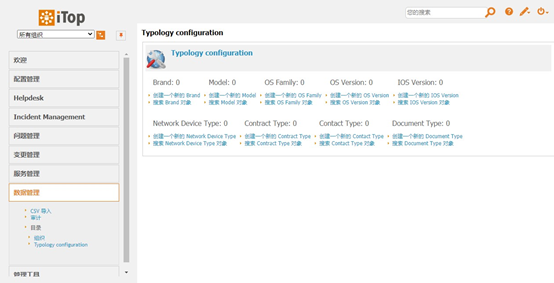 iTop
您的搜索
所有组织
欢迎
配置管理
Helpdesk
Incident Management
问题管理
变更管理
服务管理
数据管理
CSV 导入
审计
目录
组织
Typology configuration
管理工具
Typology configuration
Typology configuration
Brand: 0 Model: 0 OS Family: 0 OS Version: 0 IOS Version: 0
创建一个新的 Brand 创建一个新的 Model 创建一个新的 OS Family 创建一个新的 OS Version 创建一个新的 IOS Version
搜索 Brand 对象 搜索 Model 对象 搜索 OS Family 对象 搜索 OS Version 对象 搜索 IOS Version 对象
Network Device Type: 0 Contract Type: 0 Contact Type: 0 Document Type: 0
创建一个新的 Network Device Type 创建一个新的 Contract Type 创建一个新的 Contact Type 创建一个新的 Document Type
搜索 Network Device Type 对象 搜索 Contract Type 对象 搜索 Contact Type 对象 搜索 Document Type 对象